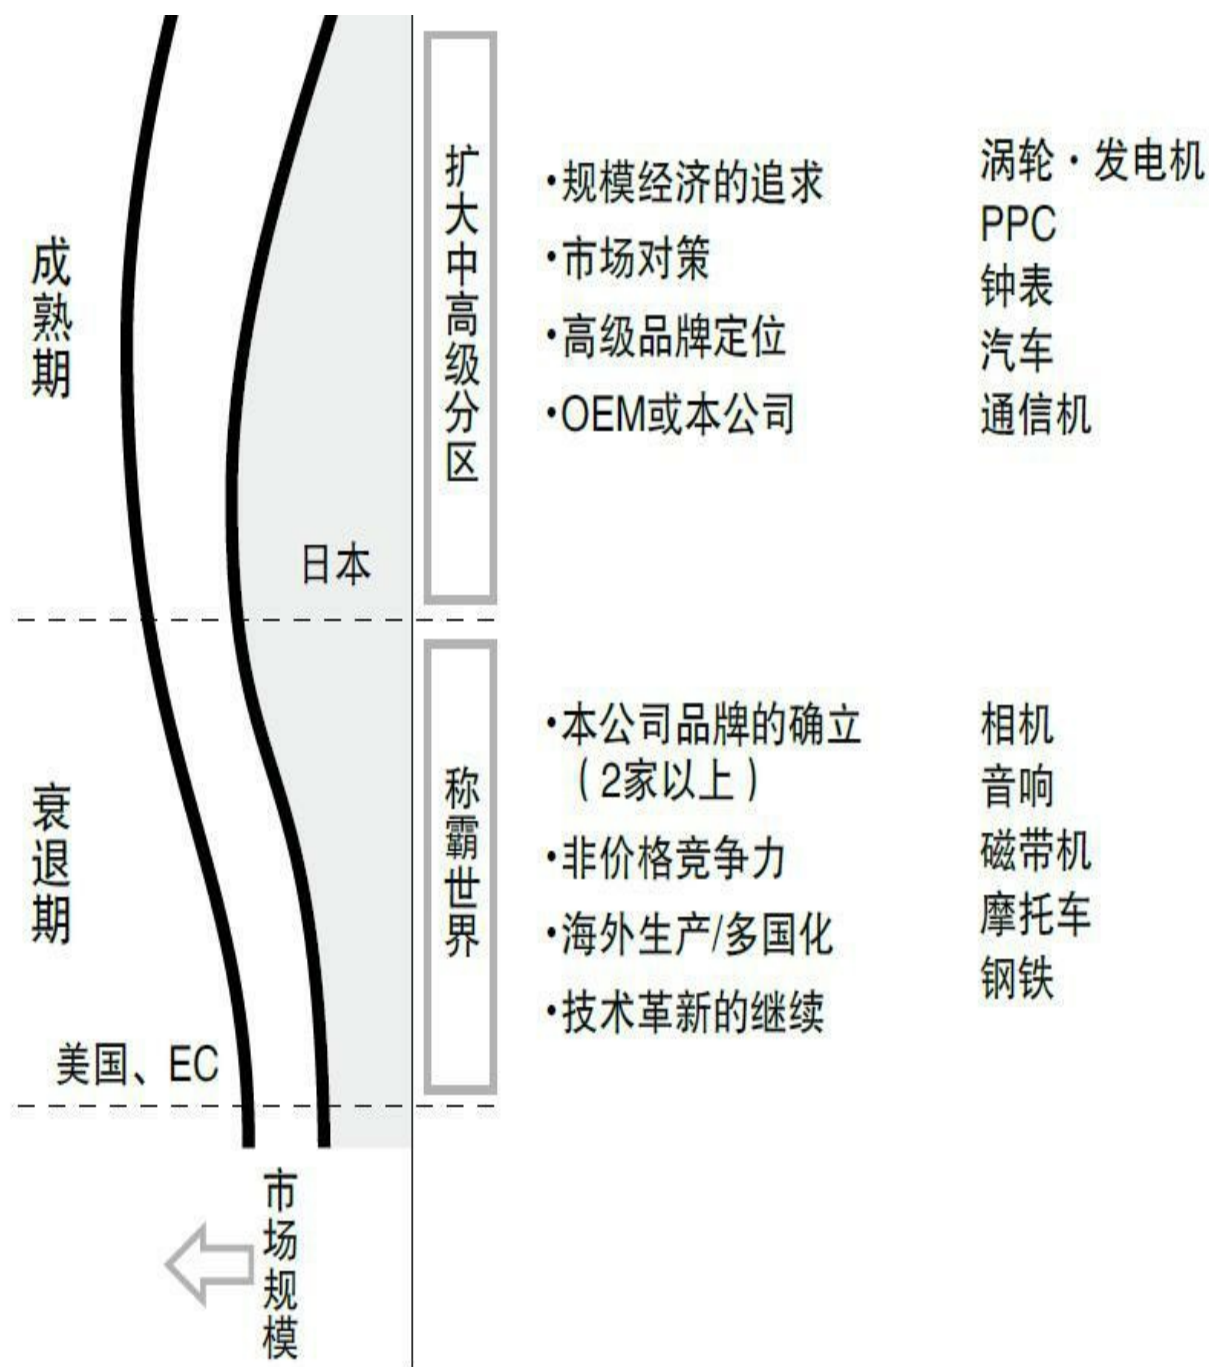 成熟期
日本
扩大中高级分区
•规模经济的追求
•市场对策
•高级品牌定位
•OEM或本公司
涡轮・发电机
PPC
钟表
汽车
通信机
衰退期
美国、EC
称霸世界
•本公司品牌的确立
（2家以上）
•非价格竞争力
•海外生产/多国化
•技术革新的继续
相机
音响
磁带机
摩托车
钢铁
市场规模